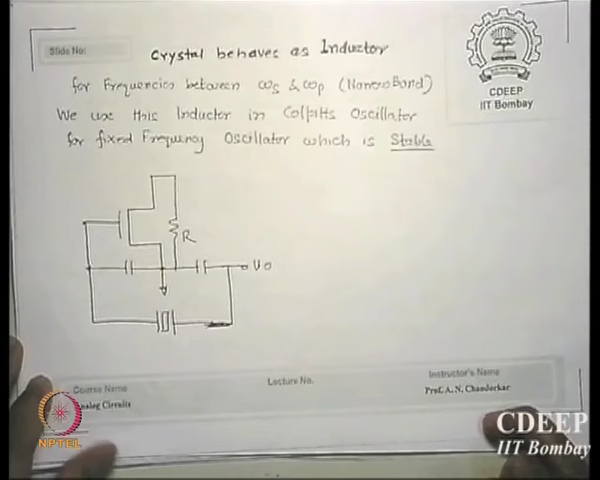 Slide No:
Crystal behaves as Inductor
for Frequencies between ωs & ωp (Narrow Band)
We use this Inductor in Colpitts Oscillator
for fixed Frequency Oscillator which is Stable
CDEEP
IIT Bombay
R
Vo
Course Name
Analog Circuits
Lecture No.
Instructor's Name
Prof. A. N. Chandorkar
NPTEL
CDEEP
IIT Bombay